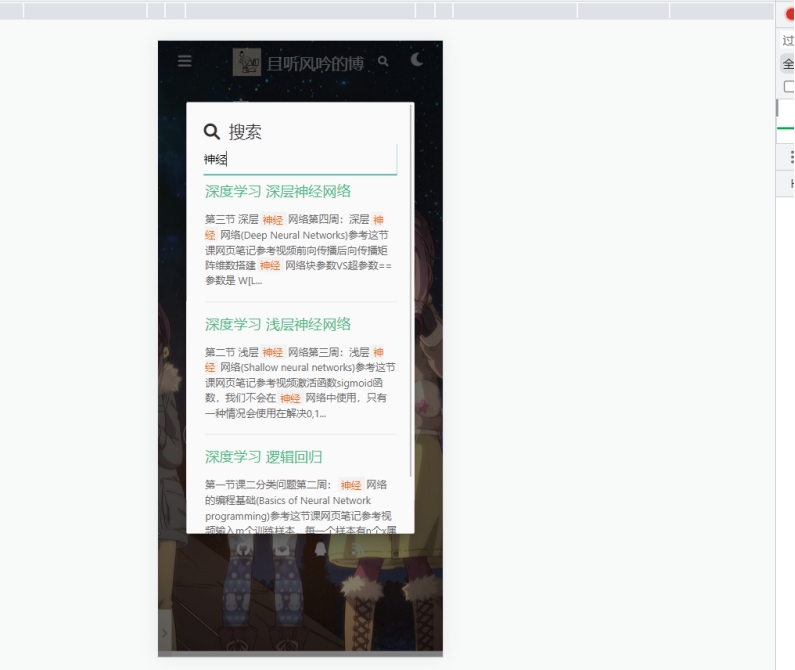 且听风吟的博
搜索
神经
深度学习 深层神经网络
第三节 深层 神经 网络第四周：深层 神
经 网络(Deep Neural Networks)参考这节
课网页笔记参考视频前向传播后向传播矩
阵维数搭建 神经 网络块参数VS超参数==
参数是 W[L...
深度学习 浅层神经网络
第二节 浅层 神经 网络第三周：浅层 神
经 网络(Shallow neural networks)参考这节
课网页笔记参考视频激活函数sigmoid函
数，我们不会在 神经 网络中使用，只有
一种情况会使用在解决0,1...
深度学习 逻辑回归
第一节课二分类问题第二周： 神经 网络
的编程基础(Basics of Neural Network
programming)参考这节课网页笔记参考视
频输入m个训练样本，每一个样本有n个x属
过
全